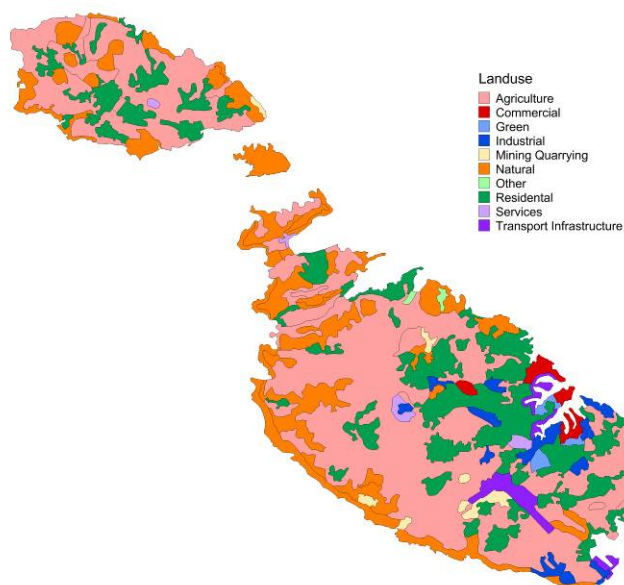 Landuse
Agriculture
Commercial
Green
Industrial
Mining Quarrying
Natural
Other
Residental
Services
Transport Infrastructure